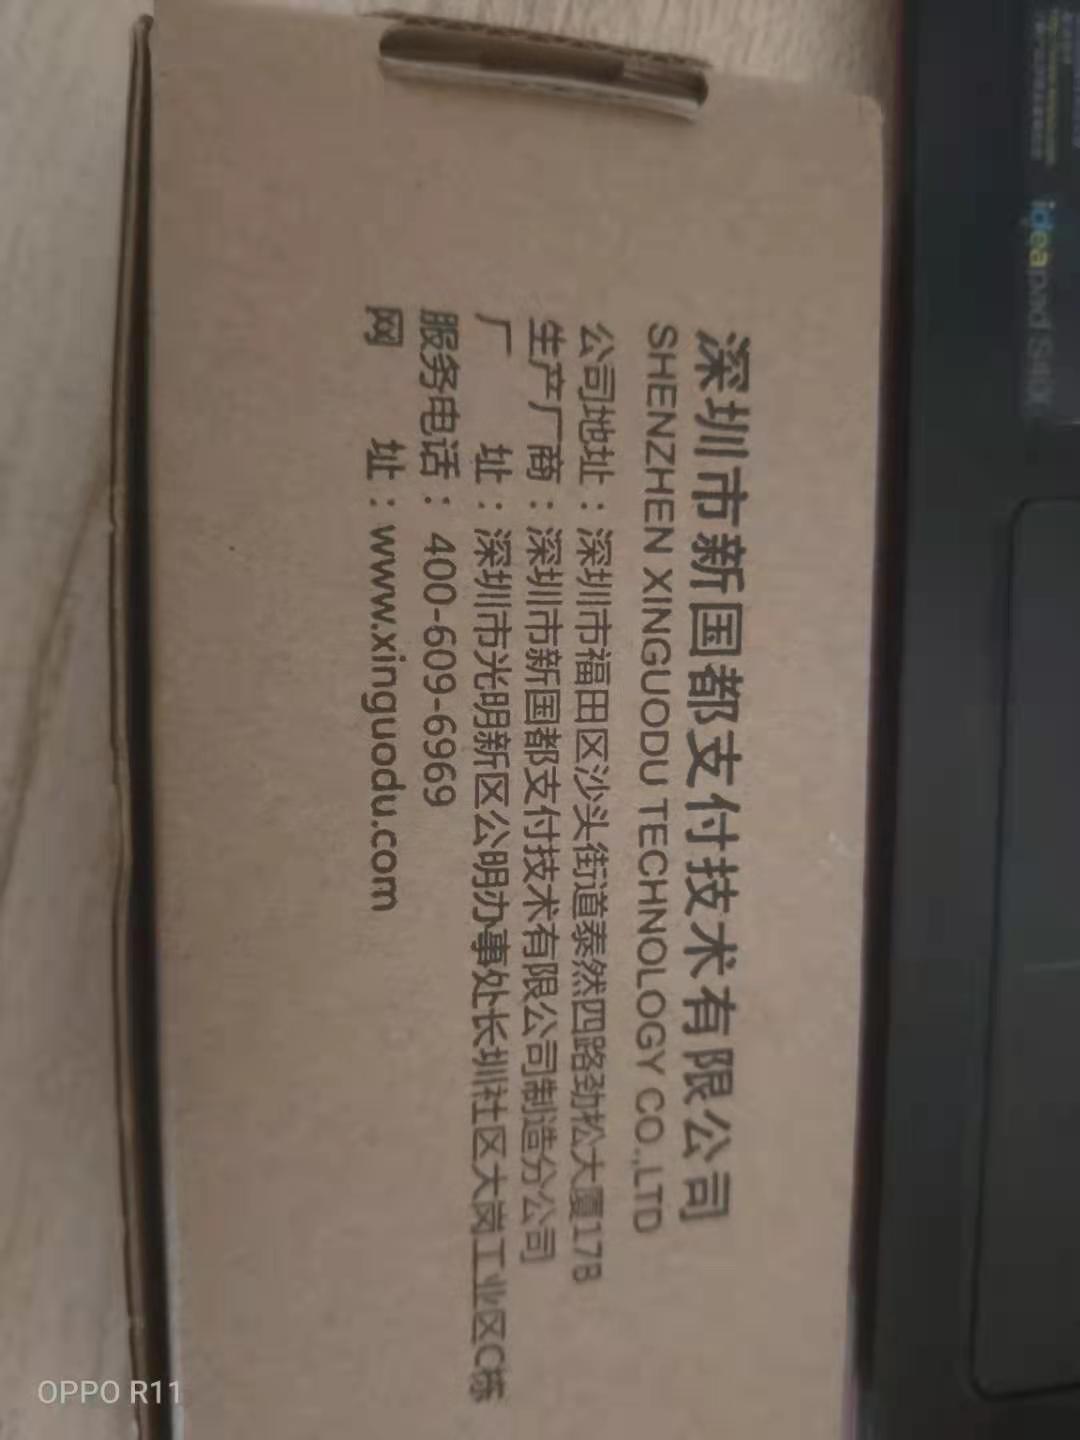 深圳市新国都支付技术有限公司
SHENZHEN XINGUODU TECHNOLOGY CO.,LTD
公司地址：深圳市福田区沙头街道泰然四路劲松大厦17B
生产厂商：深圳市新国都支付技术有限公司制造分公司
厂 址：深圳市光明新区公明办事处长圳社区大岗工业区C栋
服务电话：400-609-6969
网 址：www.xinguodu.com
ideapad
OPPO R11